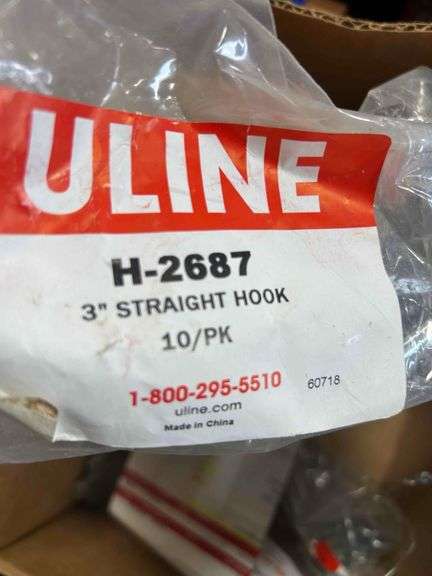 ULINE
H-2687
3" STRAIGHT HOOK
10/PK
1-800-295-5510
60718
uline.com
Made in China